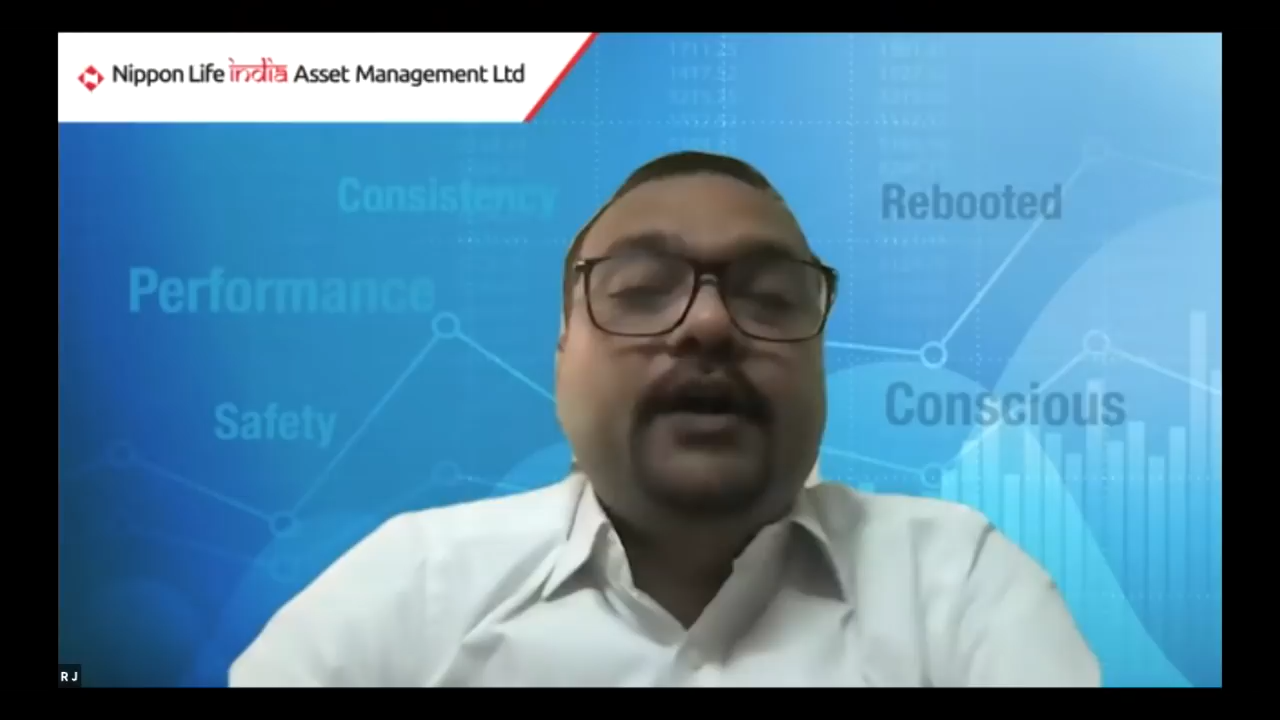 Nippon Life india Asset Management Ltd
Consistency
Rebooted
Performance
Conscious
Safety
R J